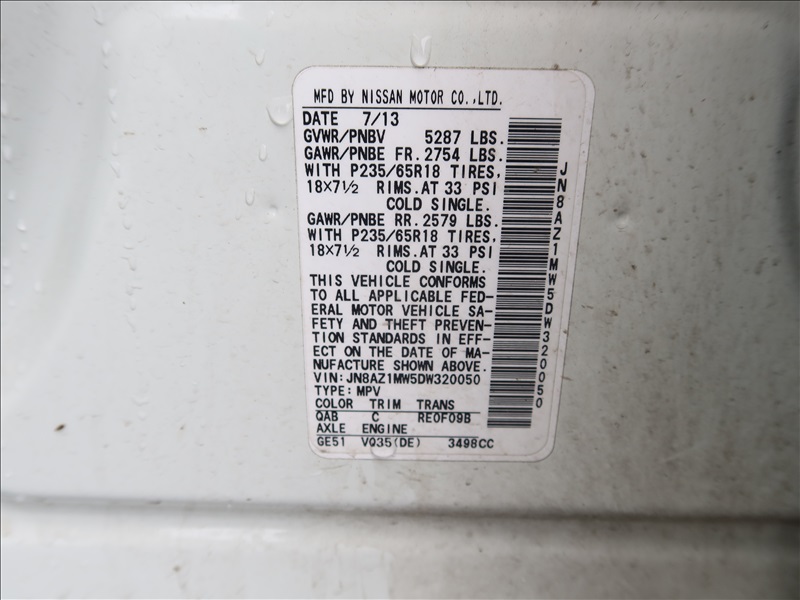 MFD BY NISSAN MOTOR CO.,LTD.
DATE 7/13
GVWR/PNBV 5287 LBS.
GAWR/PNBE FR. 2754 LBS.
WITH P235/65R18 TIRES,
18×7½ RIMS. AT 33 PSI
COLD SINGLE.
GAWR/PNBE RR. 2579 LBS.
WITH P235/65R18 TIRES,
18×7½ RIMS. AT 33 PSI
COLD SINGLE.
THIS VEHICLE CONFORMS
TO ALL APPLICABLE FED-
ERAL MOTOR VEHICLE SA-
FETY AND THEFT PREVEN-
TION STANDARDS IN EFF-
ECT ON THE DATE OF MA-
NUFACTURE SHOWN ABOVE.
VIN: JN8AZ1MW5DW320050
TYPE: MPV
COLOR TRIM TRANS
QAB C RE0F09B
AXLE ENGINE
GE51 VQ35(DE) 3498CC
JN8AZ1MW5DW320050